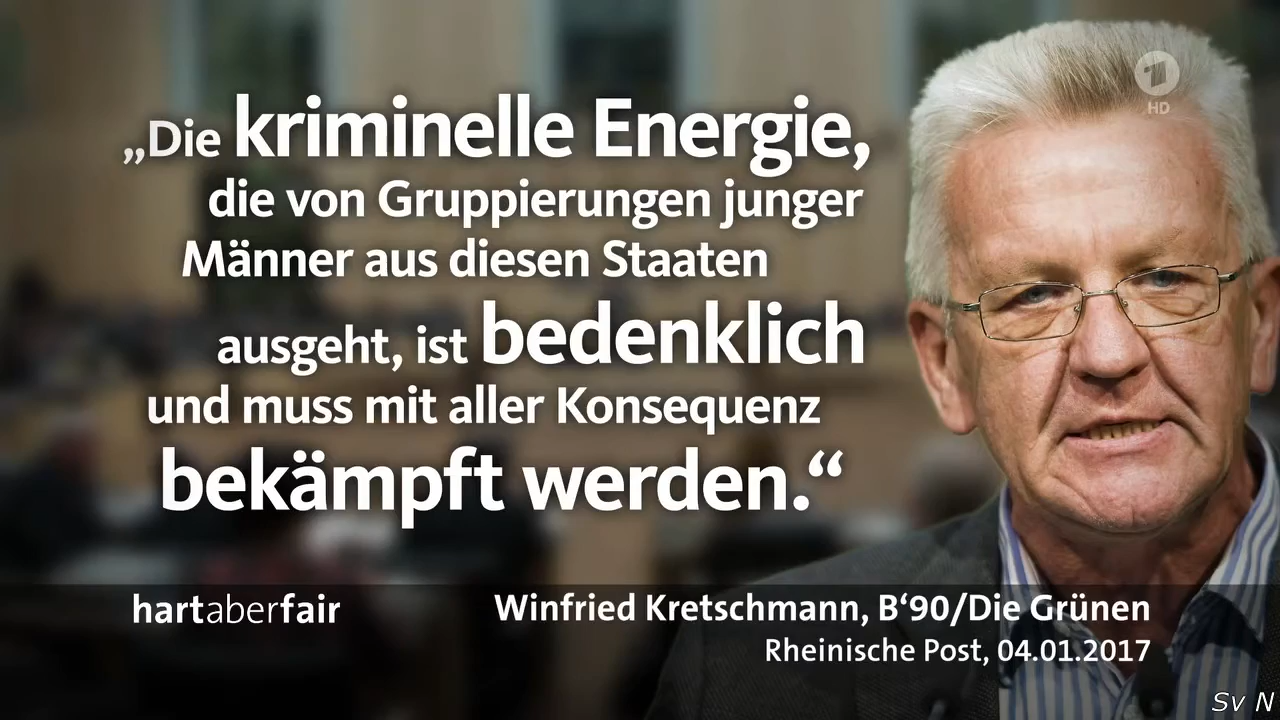 „Die kriminelle Energie,
die von Gruppierungen junger
Männer aus diesen Staaten
ausgeht, ist bedenklich
und muss mit aller Konsequenz
bekämpft werden.“
1
HD
hartaberfair
Winfried Kretschmann, B‘90/Die Grünen
Rheinische Post, 04.01.2017
Sv N